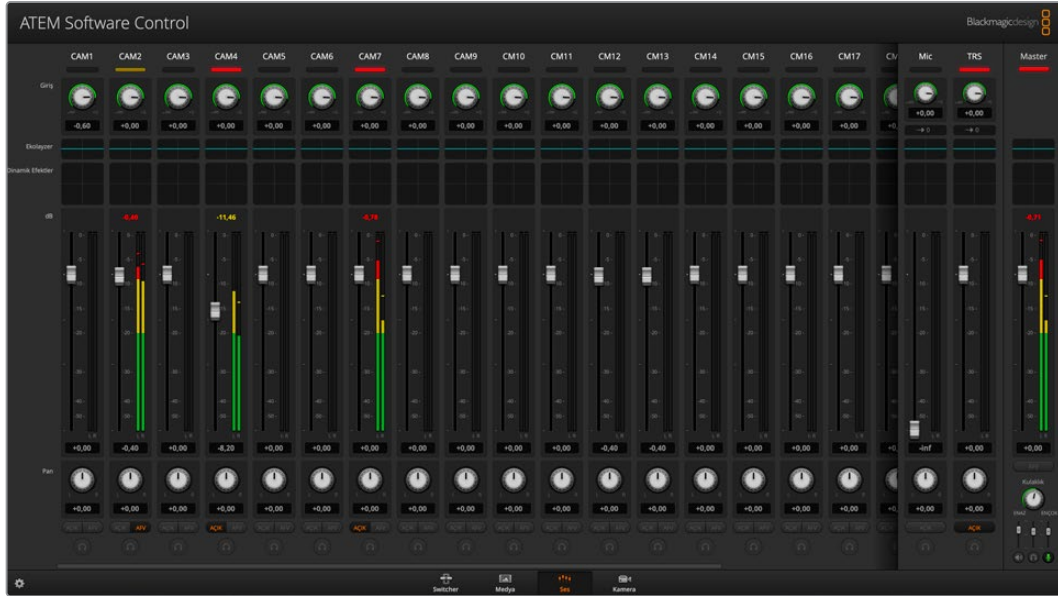 ATEM Software Control
Blackmagicdesign
CAM1 CAM2 CAM3 CAM4 CAM5 CAM6 CAM7 CAM8 CAM9 CM10 CM11 CM12 CM13 CM14 CM15 CM16 CM17 CM Mic TRS Master
Giriş
-0,60 +0,00 +0,00 +0,00 +0,00 +0,00 +0,00 +0,00 +0,00 +0,00 +0,00 +0,00 +0,00 +0,00 +0,00 +0,00 +0,00 +0,00 +0,00
Ekolayzer
Dinamik Efektler
dB -11,46 -0,78 -0,71
+0,00 -0,40 +0,00 -8,20 +0,00 +0,00 +0,00 +0,00 +0,00 +0,00 +0,00 -0,40 -0,40 +0,00 +0,00 +0,00 +0,00 -Inf +0,00 +0,00
Pan
Kulaklık
+0,00 +0,00 +0,00 +0,00 +0,00 +0,00 +0,00 +0,00 +0,00 +0,00 +0,00 +0,00 +0,00 +0,00 +0,00 +0,00 +0,00 +0,00 +0,00
AFV AÇIK AÇIK AÇIK
Switcher Medya Ses Kamera